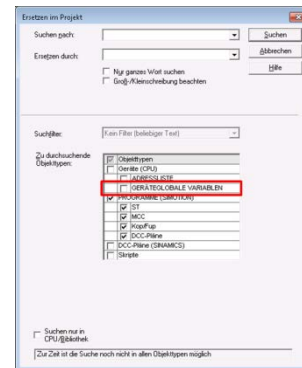 Ersetzen im Projekt
Suchen nach:
Suchen
Ersetzen durch:
Abbrechen
Hilfe
Nur ganzes Wort suchen
Groß-/Kleinschreibung beachten
Suchfilter:
Kein Filter (beliebiger Text)
Zu durchsuchende
Objekttypen:
Objekttypen
Geräte (CPU)
ADRESSLISTE
GERÄTEGLOBALE VARIABLEN
PROGRAMME (SIMOTION)
ST
MCC
Kop/Fup
DCC-Pläne
DCC-Pläne (SINAMICS)
Skripte
Suchen nur in
CPU/Bibliothek
Zur Zeit ist die Suche noch nicht in allen Objekttypen möglich